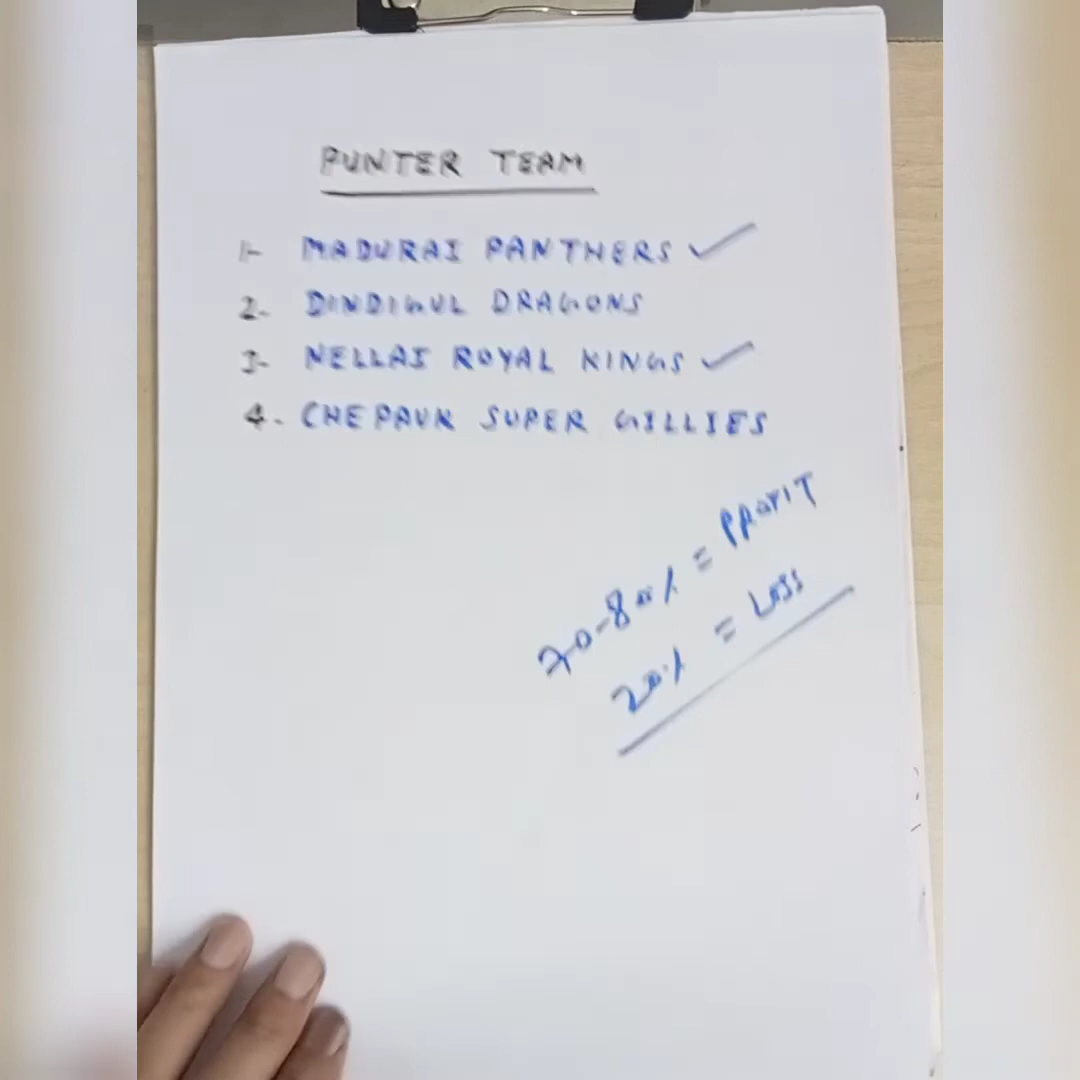 PUNTER TEAM
1- MADURAI PANTHERS ✓
2- DINDIGUL DRAGONS
3- NELLAI ROYAL KINGS ✓
4- CHEPAUK SUPER GILLIES
70-80% = PROFIT
20% = LOSS